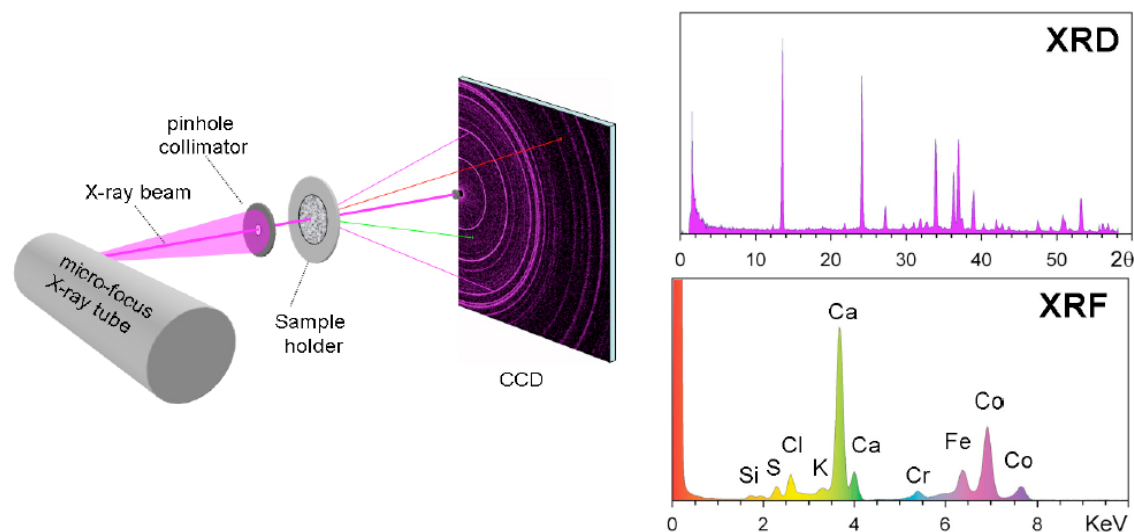 pinhole
collimator
X-ray beam
micro-focus
X-ray tube
Sample
holder
CCD
XRD
0 10 20 30 40 50 2θ
XRF
Ca
Co
Cl
Ca
Fe
Si S K Cr Co
0 2 4 6 8 KeV